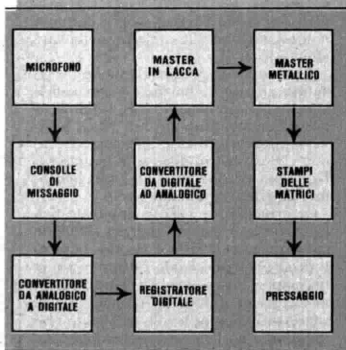 MICROFONO
CONSOLLE
DI
MISSAGGIO
CONVERTITORE
DA ANALOGICO
A DIGITALE
REGISTRATORE
DIGITALE
CONVERTITORE
DA DIGITALE
AD ANALOGICO
MASTER
IN LACCA
MASTER
METALLICO
STAMPI
DELLE
MATRICI
PRESSAGGIO